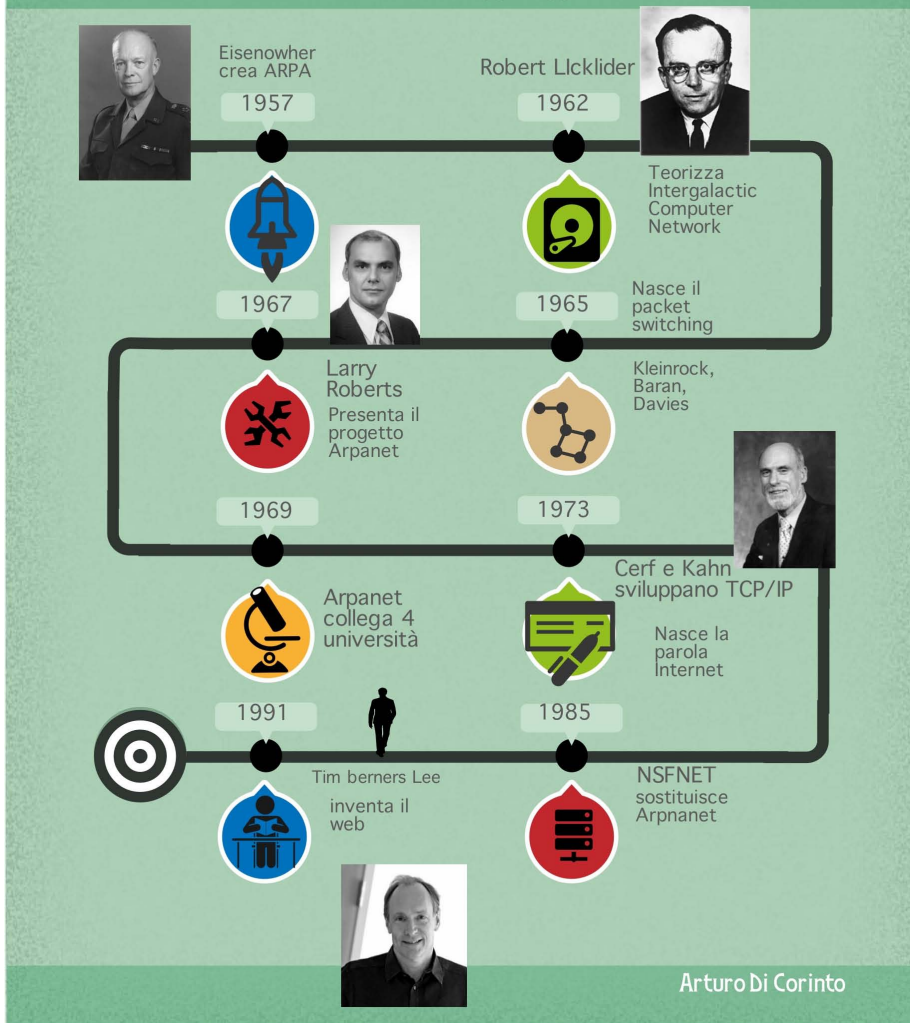 Eisenowher
crea ARPA
1957
Robert LIcklider
1962
Teorizza
Intergalactic
Computer
Network
1965
Nasce il
packet
switching
Kleinrock,
Baran,
Davies
1967
Larry
Roberts
Presenta il
progetto
Arpanet
1969
Arpanet
collega 4
università
1973
Cerf e Kahn
sviluppano TCP/IP
Nasce la
parola
Internet
1985
NSFNET
sostituisce
Arpnanet
1991
Tim berners Lee
inventa il
web
Arturo Di Corinto